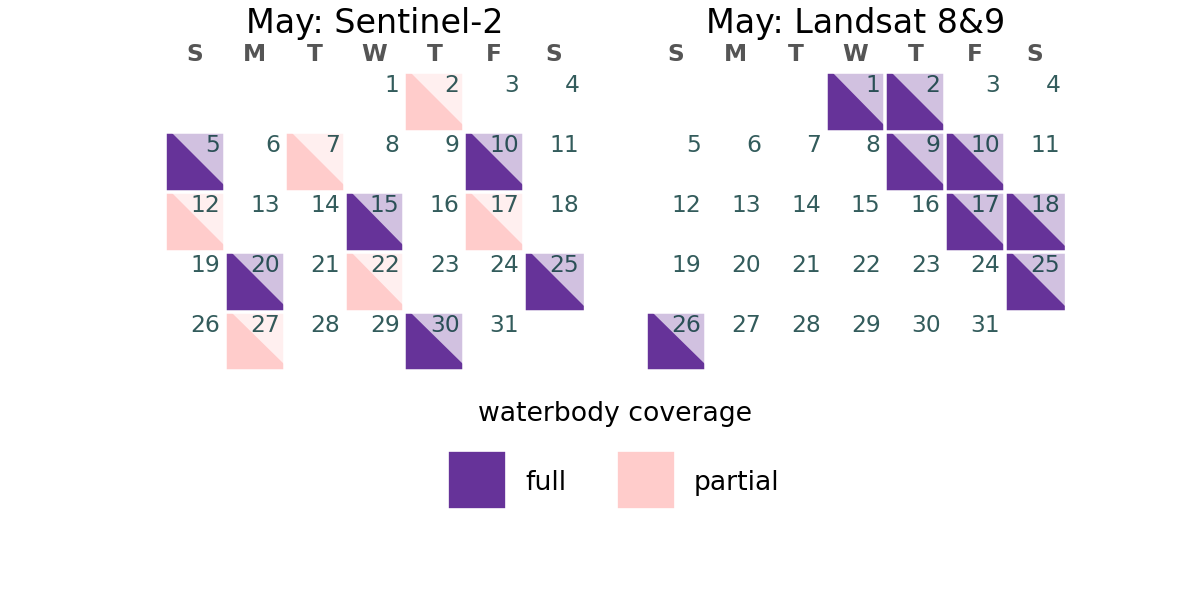 May: Sentinel-2
S M T W T F S
1 2 3 4
5 6 7 8 9 10 11
12 13 14 15 16 17 18
19 20 21 22 23 24 25
26 27 28 29 30 31
May: Landsat 8&9
S M T W T F S
1 2 3 4
5 6 7 8 9 10 11
12 13 14 15 16 17 18
19 20 21 22 23 24 25
26 27 28 29 30 31
waterbody coverage
full
partial